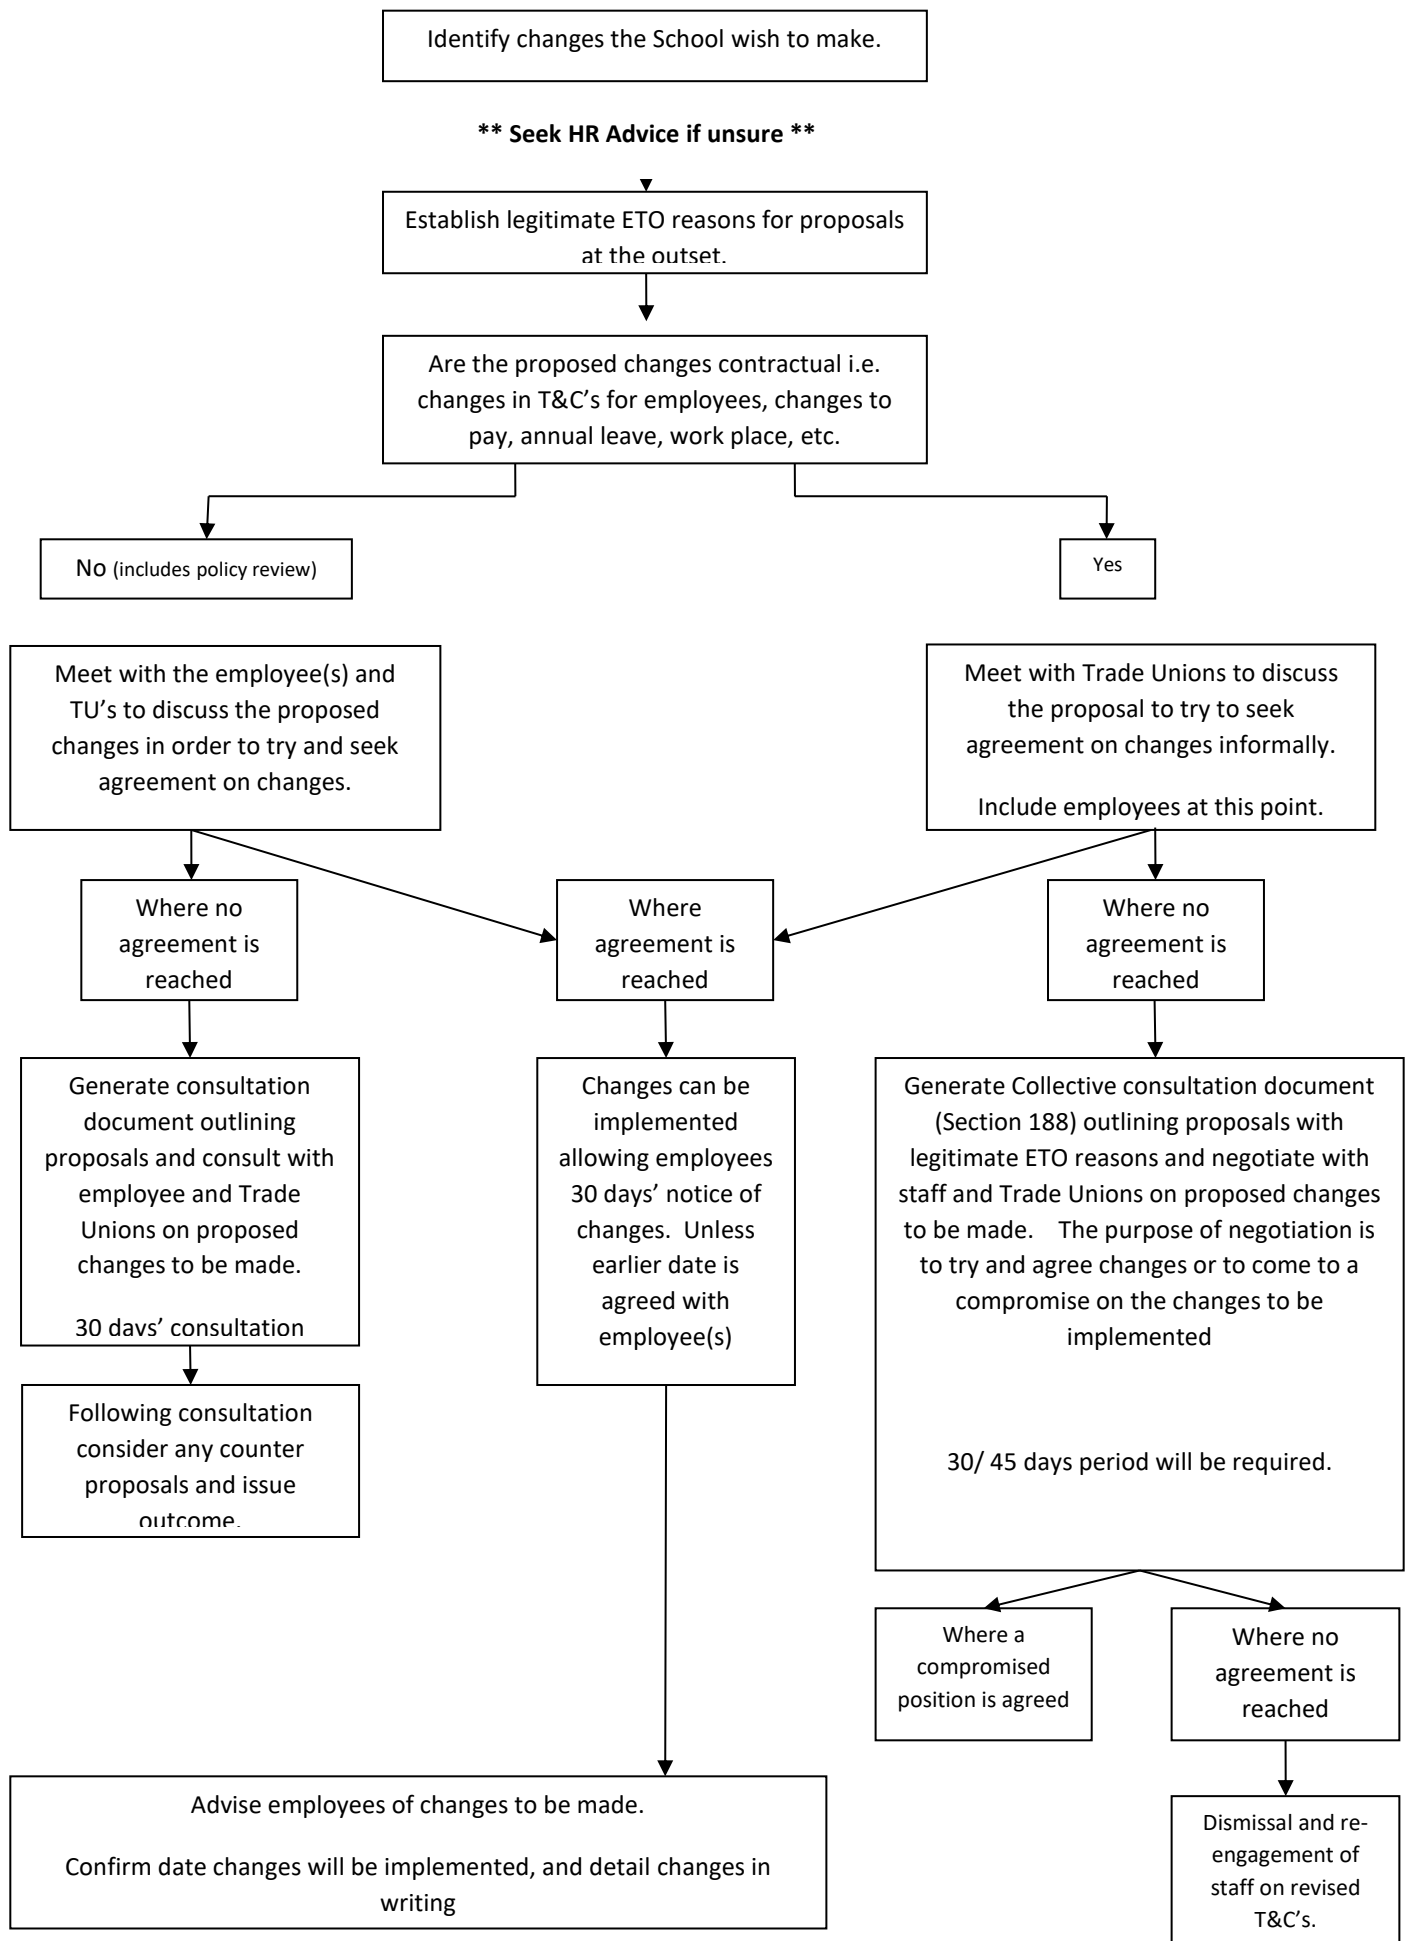 Identify changes the School wish to make.
** Seek HR Advice if unsure **
Establish legitimate ETO reasons for proposals
at the outset.
Are the proposed changes contractual i.e.
changes in T&C’s for employees, changes to
pay, annual leave, work place, etc.
No (includes policy review)
Yes
Meet with the employee(s) and
TU’s to discuss the proposed
changes in order to try and seek
agreement on changes.
Meet with Trade Unions to discuss
the proposal to try to seek
agreement on changes informally.
Include employees at this point.
Where no
agreement is
reached
Where
agreement is
reached
Where no
agreement is
reached
Generate consultation
document outlining
proposals and consult with
employee and Trade
Unions on proposed
changes to be made.
30 days’ consultation
Changes can be
implemented
allowing employees
30 days’ notice of
changes. Unless
earlier date is
agreed with
employee(s)
Generate Collective consultation document
(Section 188) outlining proposals with
legitimate ETO reasons and negotiate with
staff and Trade Unions on proposed changes
to be made. The purpose of negotiation is
to try and agree changes or to come to a
compromise on the changes to be
implemented
30/ 45 days period will be required.
Following consultation
consider any counter
proposals and issue
outcome.
Where a
compromised
position is agreed
Where no
agreement is
reached
Advise employees of changes to be made.
Confirm date changes will be implemented, and detail changes in
writing
Dismissal and re-
engagement of
staff on revised
T&C’s.